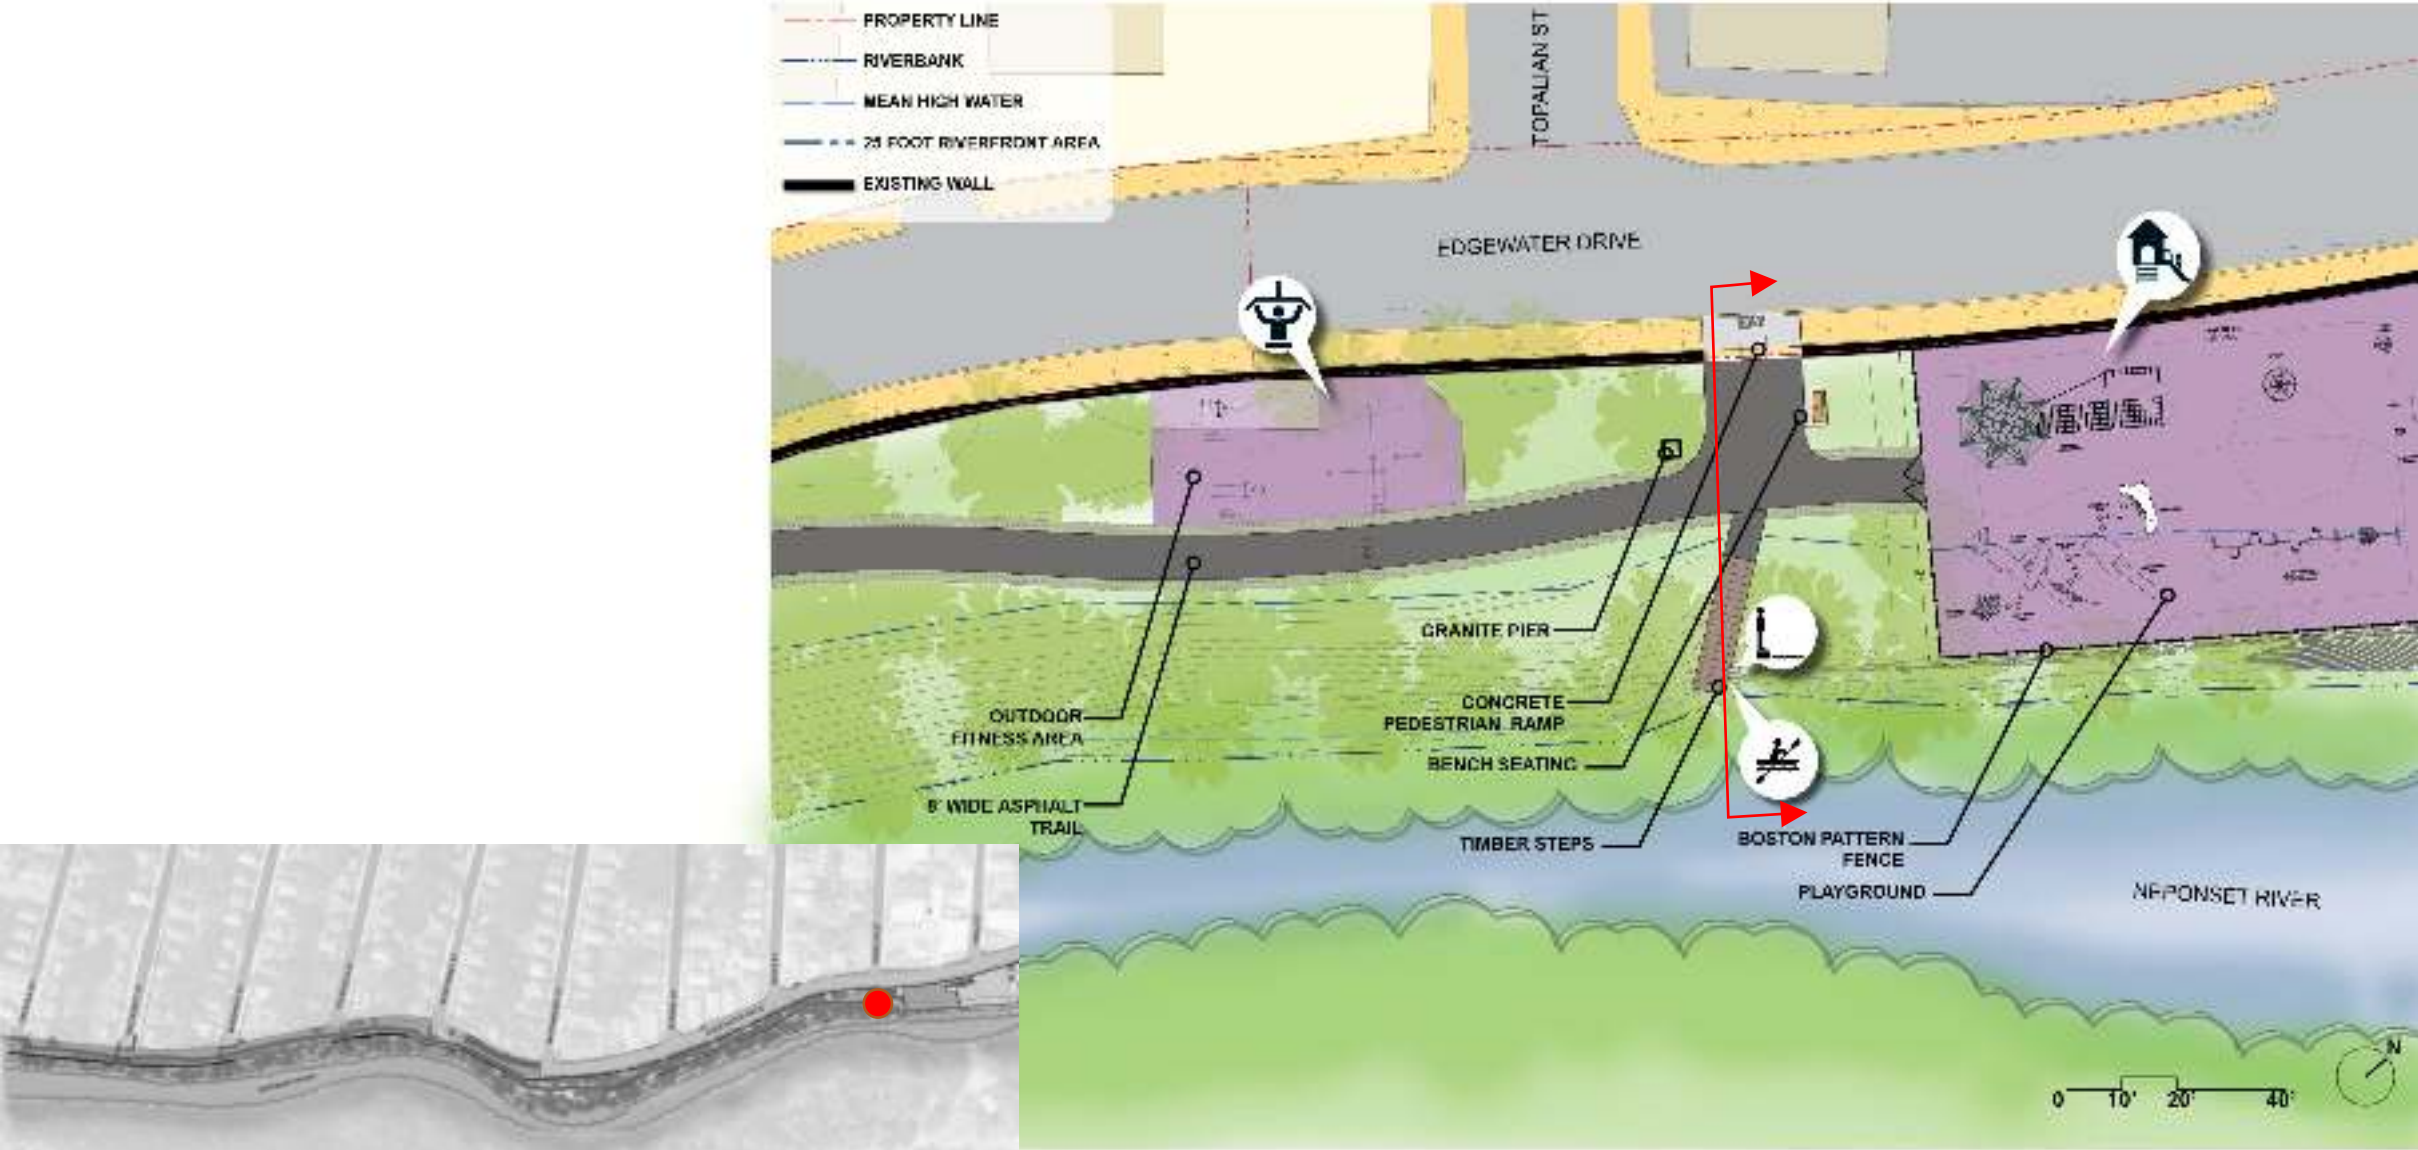 PROPERTY LINE
RIVERBANK
MEAN HIGH WATER
25 FOOT RIVERFRONT AREA
EXISTING WALL
TOPALIAN ST
EDGEWATER DRIVE
GRANITE PIER
CONCRETE
PEDESTRIAN RAMP
BENCH SEATING
OUTDOOR
FITNESS AREA
8' WIDE ASPHALT
TRAIL
TIMBER STEPS
BOSTON PATTERN
FENCE
PLAYGROUND
NEPONSET RIVER
N
0 10' 20' 40'